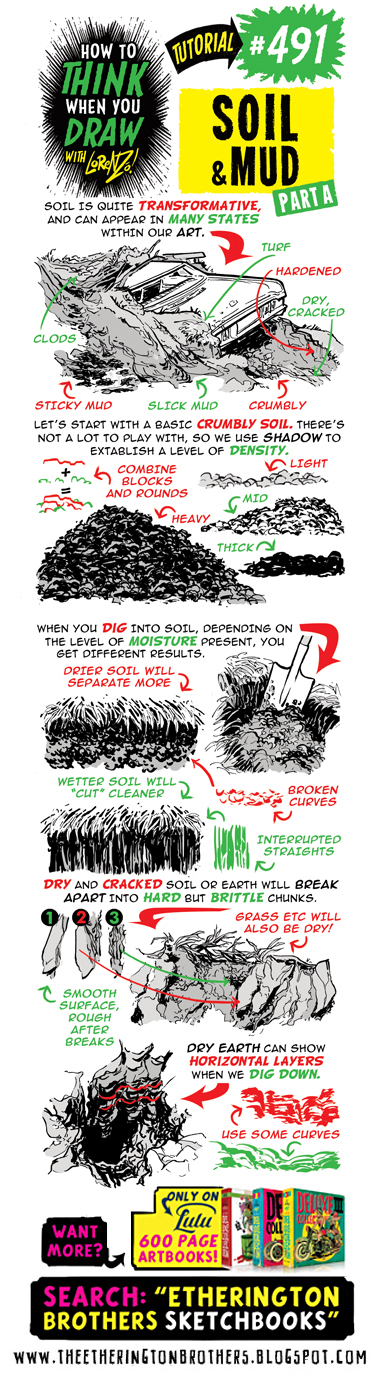 HOW TO
THINK
WHEN YOU
DRAW
WITH LORENZO!
TUTORIAL
#491
SOIL
& MUD
PART A
SOIL IS QUITE TRANSFORMATIVE,
AND CAN APPEAR IN MANY STATES
WITHIN OUR ART.
TURF
HARDENED
DRY,
CRACKED
CLODS
STICKY MUD
SLICK MUD
CRUMBLY
LET'S START WITH A BASIC CRUMBLY SOIL. THERE'S
NOT A LOT TO PLAY WITH, SO WE USE SHADOW TO
EXTABLISH A LEVEL OF DENSITY.
+
=
COMBINE
BLOCKS
AND ROUNDS
LIGHT
MID
HEAVY
THICK
WHEN YOU DIG INTO SOIL, DEPENDING ON
THE LEVEL OF MOISTURE PRESENT, YOU
GET DIFFERENT RESULTS.
DRIER SOIL WILL
SEPARATE MORE
WETTER SOIL WILL
"CUT" CLEANER
BROKEN
CURVES
INTERRUPTED
STRAIGHTS
DRY AND CRACKED SOIL OR EARTH WILL BREAK
APART INTO HARD BUT BRITTLE CHUNKS.
1 2 3
GRASS ETC WILL
ALSO BE DRY!
SMOOTH
SURFACE,
ROUGH
AFTER
BREAKS
DRY EARTH CAN SHOW
HORIZONTAL LAYERS
WHEN WE DIG DOWN.
USE SOME CURVES
WANT
MORE?
ONLY ON
Lulu
600 PAGE
ARTBOOKS!
SEARCH: "ETHERINGTON
BROTHERS SKETCHBOOKS"
WWW.THEETHERINGTONBROTHERS.BLOGSPOT.COM